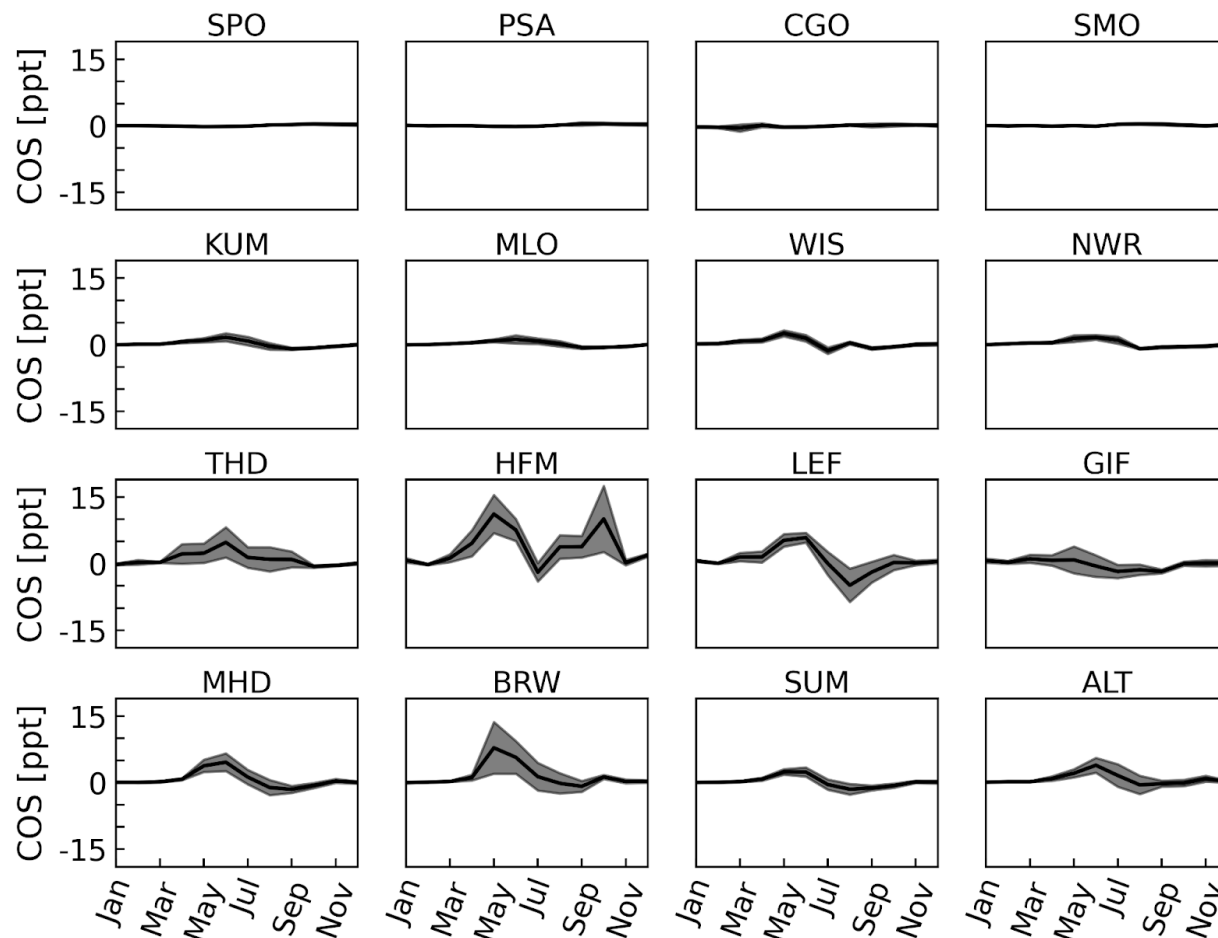 SPO PSA CGO SMO
COS [ppt] 15 0 -15
KUM MLO WIS NWR
COS [ppt] 15 0 -15
THD HFM LEF GIF
COS [ppt] 15 0 -15
MHD BRW SUM ALT
COS [ppt] 15 0 -15
Jan Mar May Jul Sep Nov Jan Mar May Jul Sep Nov Jan Mar May Jul Sep Nov Jan Mar May Jul Sep Nov